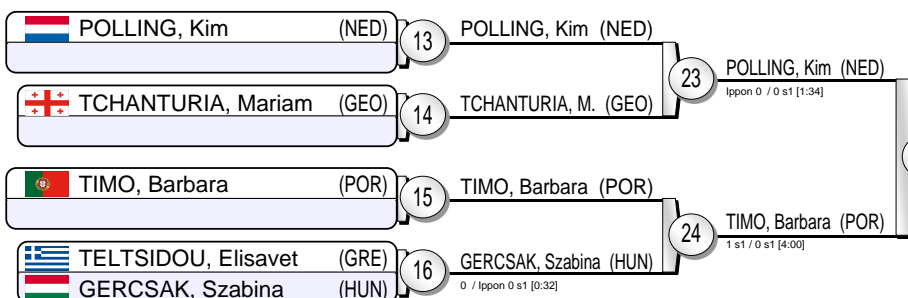 POLLING, Kim (NED)
13
POLLING, Kim (NED)
23
POLLING, Kim (NED)
Ippon 0 / 0 s1 [1:34]
TCHANTURIA, Mariam (GEO)
14
TCHANTURIA, M. (GEO)
TIMO, Barbara (POR)
15
TIMO, Barbara (POR)
24
TIMO, Barbara (POR)
1 s1 / 0 s1 [4:00]
TELTSIDOU, Elisavet (GRE)
16
GERCSAK, Szabina (HUN)
0 / Ippon 0 s1 [0:32]
GERCSAK, Szabina (HUN)